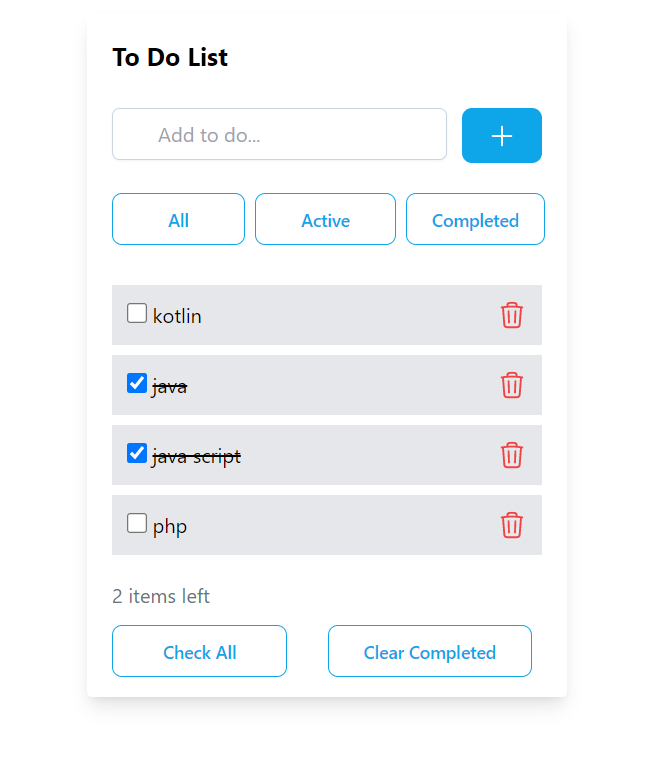 To Do List
Add to do...
All Active Completed
kotlin
java
java script
php
2 items left
Check All Clear Completed